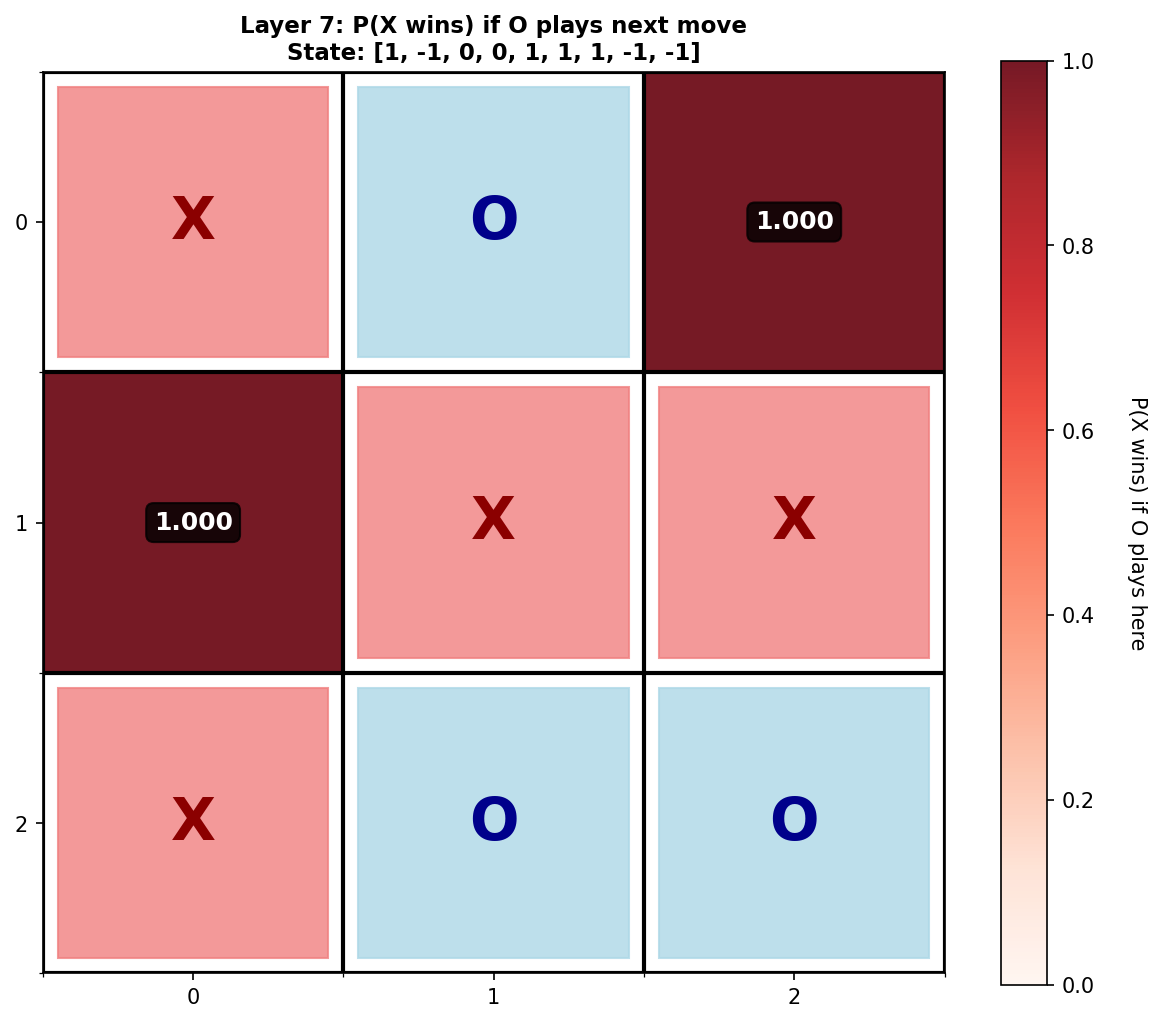 Layer 7: P(X wins) if O plays next move
State: [1, -1, 0, 0, 1, 1, 1, -1, -1]
0
X
O
1.000
1
1.000
X
X
2
X
O
O
0
1
2
1.0
0.8
0.6
0.4
0.2
0.0
P(X wins) if O plays here